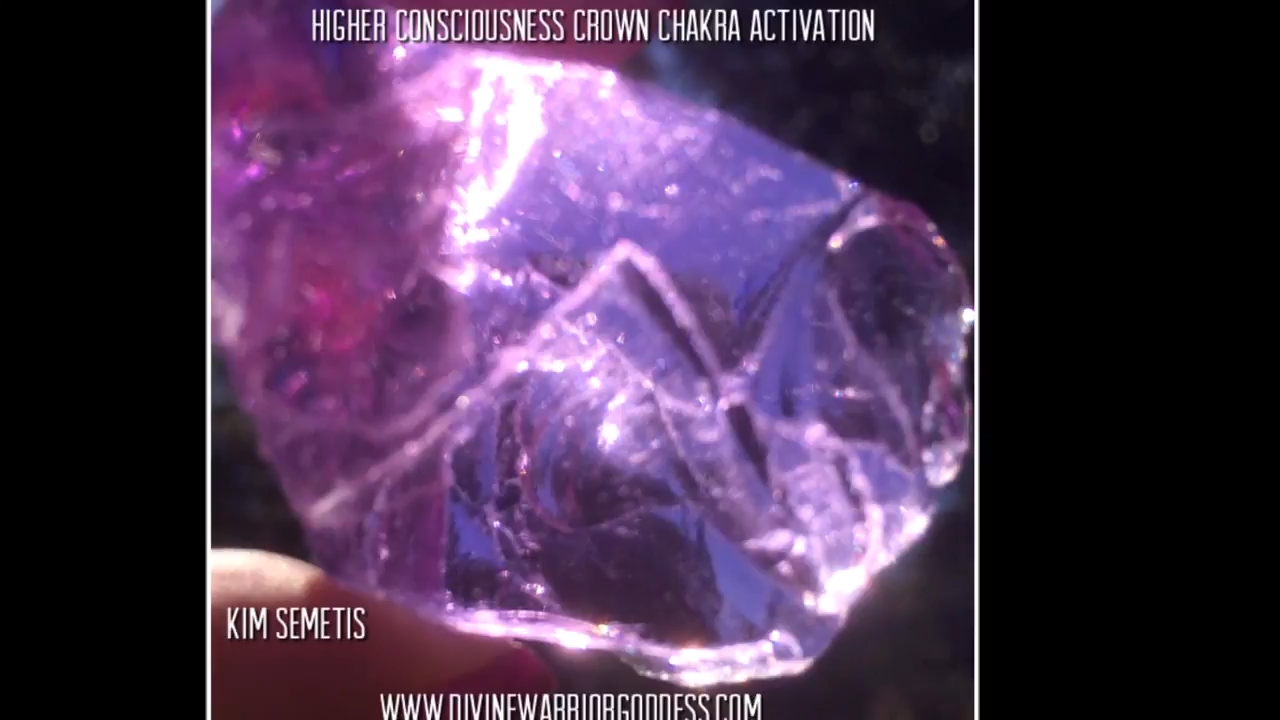 HIGHER CONSCIOUSNESS CROWN CHAKRA ACTIVATION
KIM SEMETIS
WWW.DIVINEWARRIORGODDESS.COM